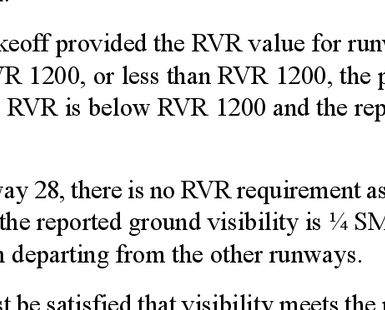 keoff provided the RVR value for run
VR 1200, or less than RVR 1200, the p
RVR is below RVR 1200 and the rep
way 28, there is no RVR requirement as
the reported ground visibility is ¼ SM
n departing from the other runways.
st be satisfied that visibility meets the